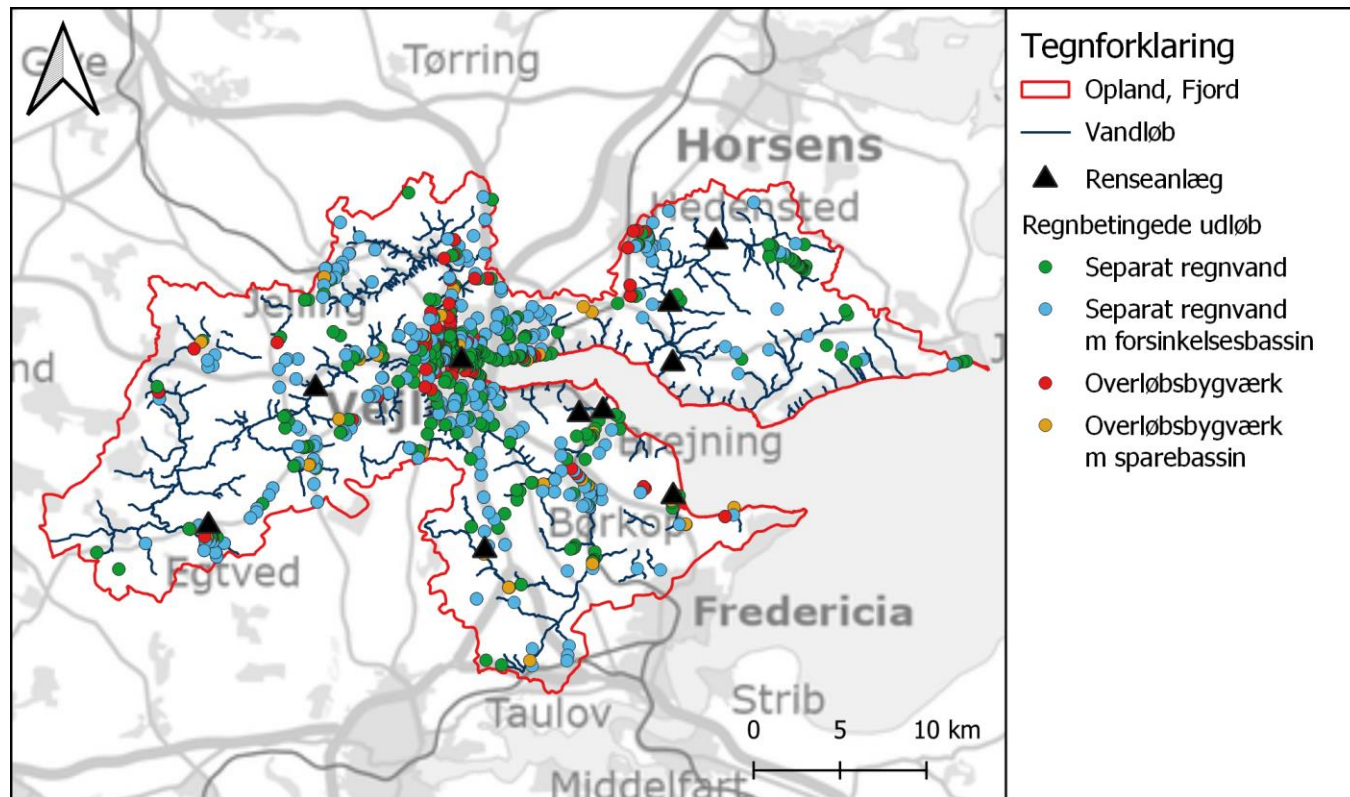 Tørring
Horsens
Hedensted
Jelling
Vejl
Brejning
Børkop
Egtved
Fredericia
Taulov
Strib
Middelfart
0 5 10 km
Tegnforklaring
Opland, Fjord
Vandløb
Renseanlæg
Regnbetingede udløb
Separat regnvand
Separat regnvand
m forsinkelsesbassin
Overløbsbygværk
Overløbsbygværk
m sparebassin